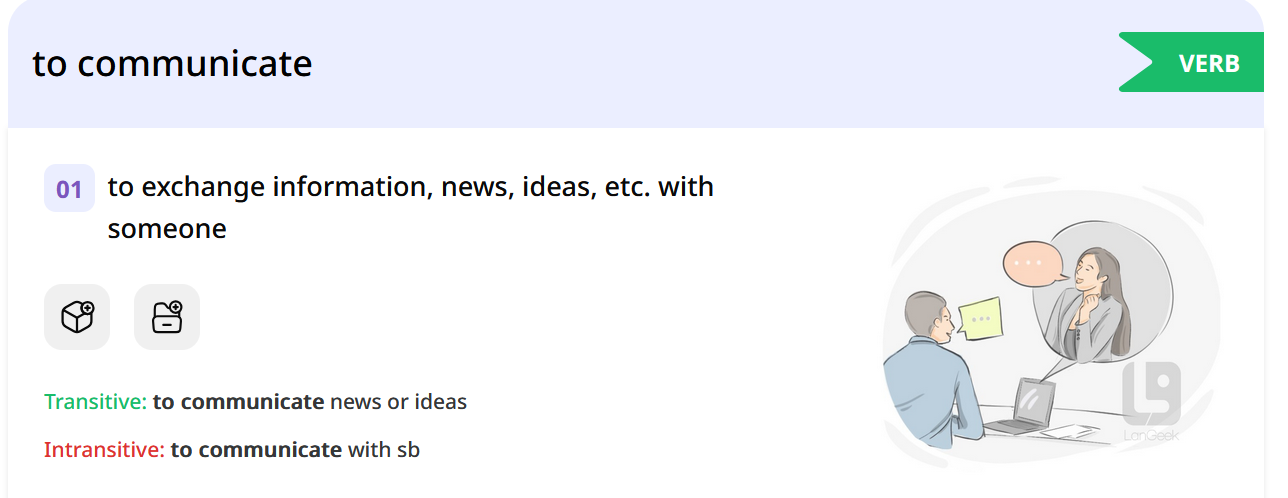 to communicate
VERB
01
to exchange information, news, ideas, etc. with
someone
Transitive: to communicate news or ideas
Intransitive: to communicate with sb
LanGeek